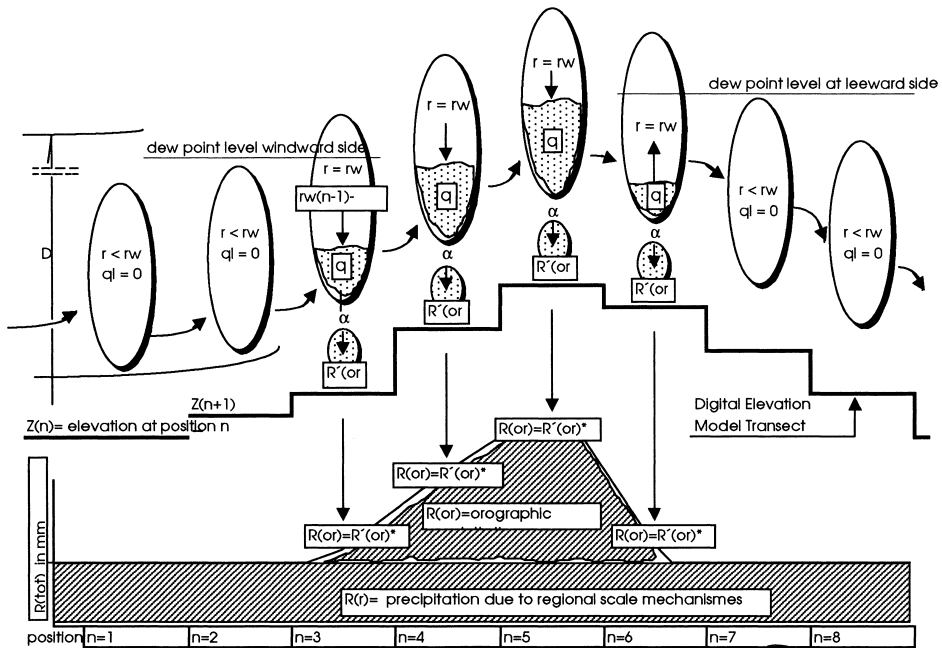 dew point level at leeward side
dew point level windward side
r = rw
r = rw
r = rw
r = rw
rw(n-1)-
q
q
q
q
r < rw
ql = 0
r < rw
ql = 0
r < rw
ql = 0
r < rw
ql = 0
D
α
α
α
α
R´(or
R´(or
R´(or
R´(or
Z(n+1)
Z(n)= elevation at position n
Digital Elevation
Model Transect
R(or)=R´(or)*
R(or)=R´(or)*
R(or)=R´(or)*
R(or)=R´(or)*
R(or)=orographic
R(r)= precipitation due to regional scale mechanismes
R(tot) in mm
position
n=1
n=2
n=3
n=4
n=5
n=6
n=7
n=8